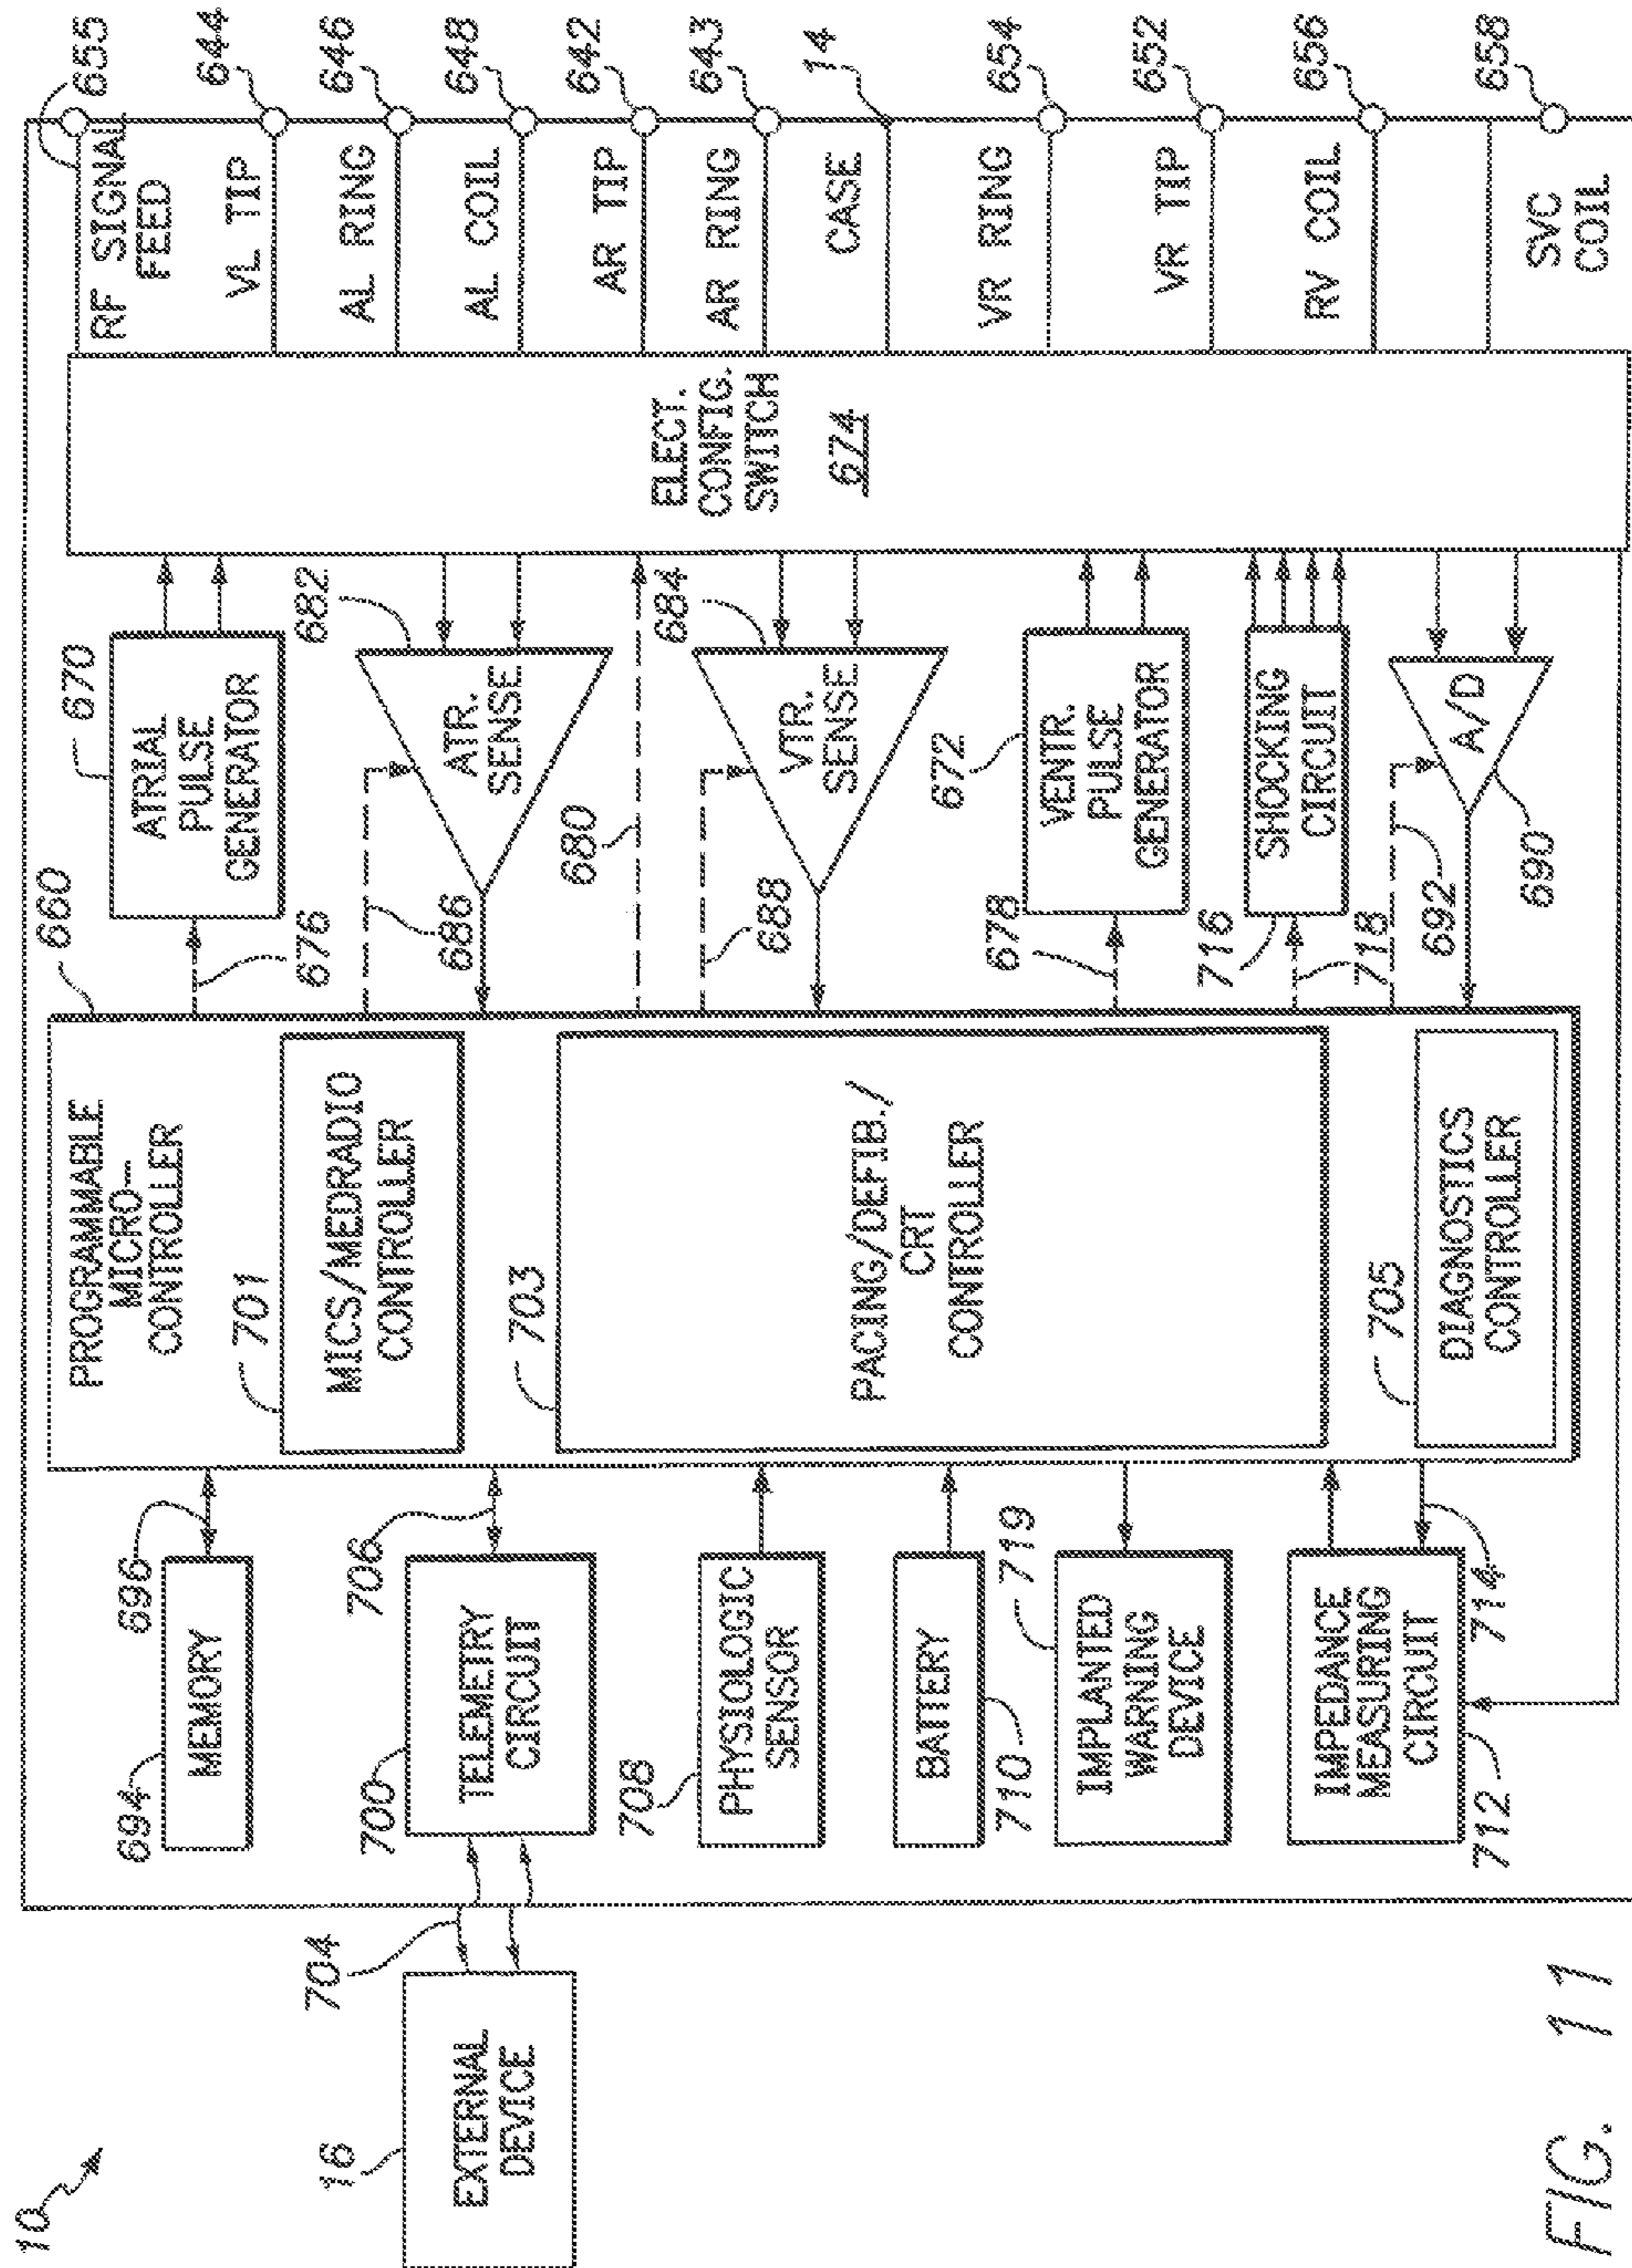 10
16
EXTERNAL
DEVICE
704
694
MEMORY
696
700
TELEMETRY
CIRCUIT
706
708
PHYSIOLOGIC
SENSOR
BATTERY
710
719
IMPLANTED
WARNING
DEVICE
IMPEDANCE
MEASURING
CIRCUIT
712
714
660
PROGRAMMABLE
MICRO-
CONTROLLER
701
MICS/MEDRADIO
CONTROLLER
703
PACING/DEFIB./
CRT
CONTROLLER
705
DIAGNOSTICS
CONTROLLER
670
ATRIAL
PULSE
GENERATOR
676
682
ATR.
SENSE
686
680
684
VTR.
SENSE
688
672
VENTR.
PULSE
GENERATOR
678
SHOCKING
CIRCUIT
716
718
A/D
692
690
ELECT.
CONFIG.
SWITCH
674
RF SIGNAL
FEED
655
VL TIP
644
AL RING
646
AL COIL
648
AR TIP
642
AR RING
643
CASE
14
VR RING
654
VR TIP
652
RV COIL
656
SVC
COIL
658
FIG. 11